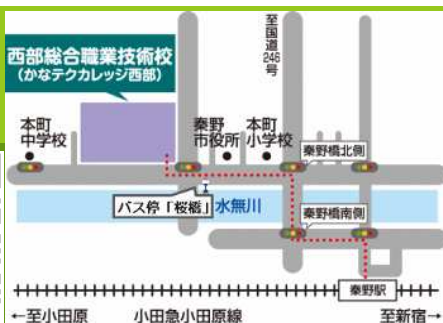 西部総合職業技術校
(かなテクカレッジ西部)
至国道246号
本町
中学校
秦野
市役所
本町
小学校
秦野橋北側
バス停「桜橋」
水無川
秦野橋南側
秦野駅
←至小田原
小田急小田原線
至新宿→